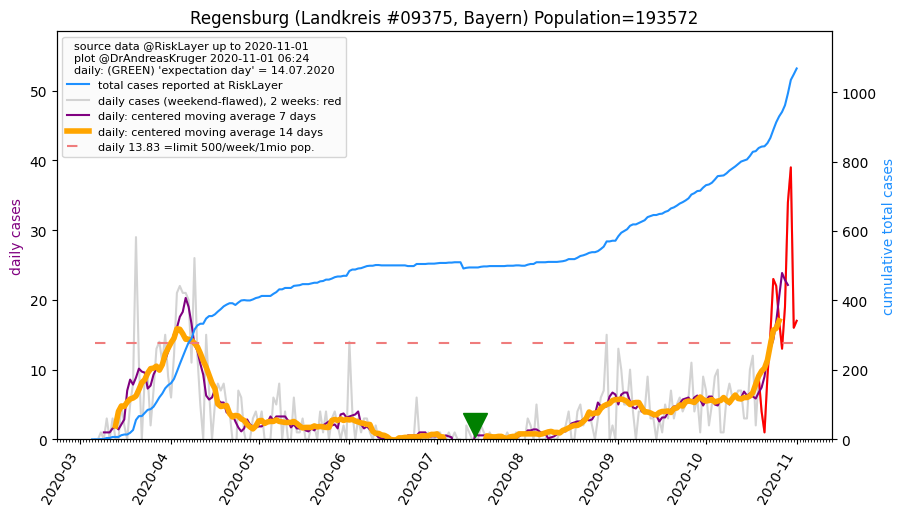 Regensburg (Landkreis #09375, Bayern) Population=193572
source data @RiskLayer up to 2020-11-01
plot @DrAndreasKruger 2020-11-01 06:24
daily: (GREEN) 'expectation day' = 14.07.2020
total cases reported at RiskLayer
daily cases (weekend-flawed), 2 weeks: red
daily: centered moving average 7 days
daily: centered moving average 14 days
daily 13.83 =limit 500/week/1mio pop.
daily cases
50
40
30
20
10
0
cumulative total cases
1000
800
600
400
200
0
2020-03
2020-04
2020-05
2020-06
2020-07
2020-08
2020-09
2020-10
2020-11